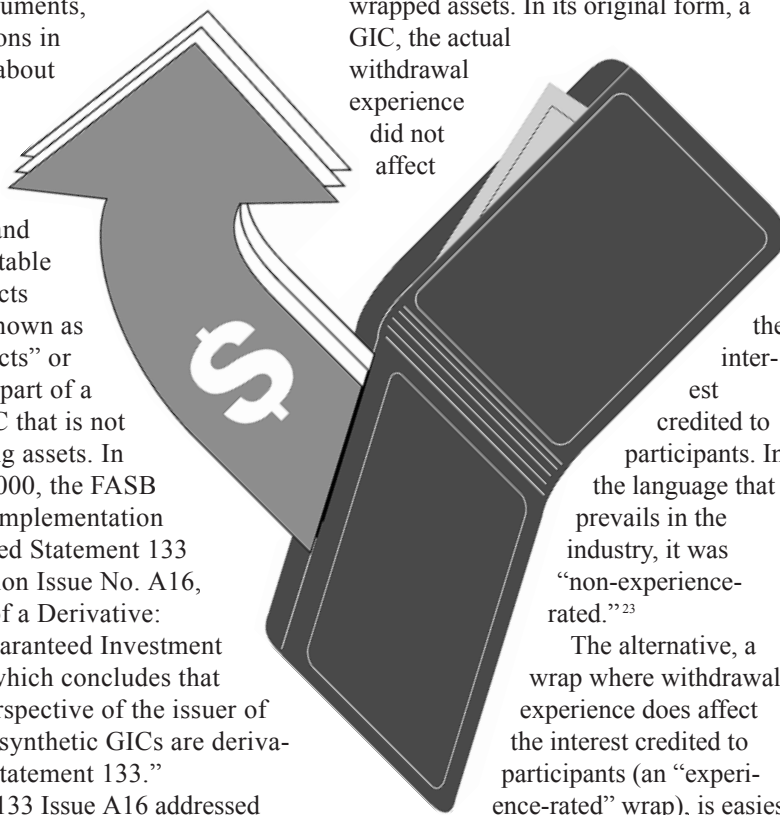 uments,
ons in
about
and
table
cts
nown as
cts” or
part of a
C that is not
g assets. In
000, the FASB
mplementation
ed Statement 133
on Issue No. A16,
of a Derivative:
aranteed Investment
which concludes that
rspective of the issuer of
synthetic GICs are deriva-
tatement 133.”
133 Issue A16 addressed
$
wrapped assets. In its original form, a
GIC, the actual
withdrawal
experience
did not
affect
the
inter-
est
credited to
participants. In
the language that
prevails in the
industry, it was
“non-experience-
rated.”23
The alternative, a
wrap where withdrawal
experience does affect
the interest credited to
participants (an “experi-
ence-rated” wrap), is easies